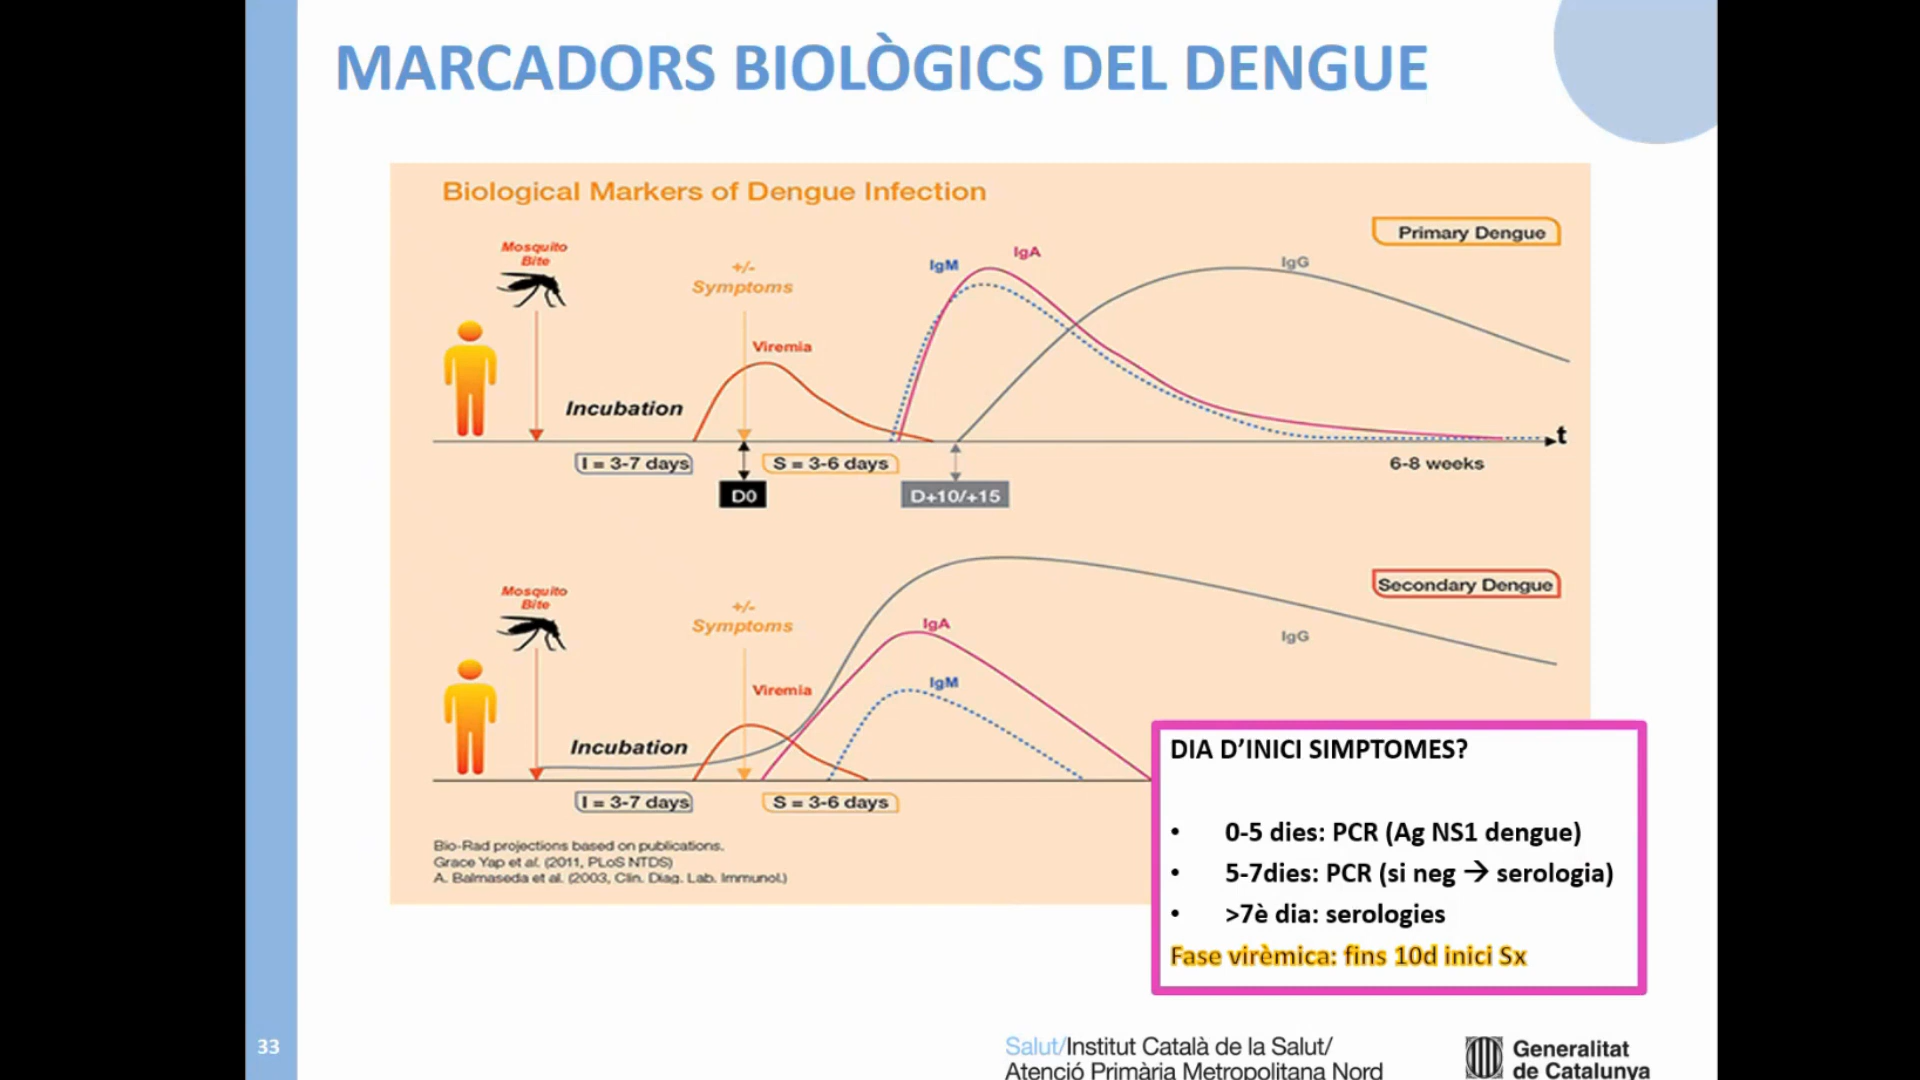 MARCADORS BIOLÒGICS DEL DENGUE
Biological Markers of Dengue Infection
Primary Dengue
Mosquito
Bite
+/-
Symptoms
IgM
IgA
IgG
Viremia
Incubation
t
I = 3-7 days
S = 3-6 days
6-8 weeks
D0
D+10/+15
Secondary Dengue
Mosquito
Bite
+/-
Symptoms
IgA
IgG
IgM
Viremia
Incubation
I = 3-7 days
S = 3-6 days
Bio-Rad projections based on publications.
Grace Yap et al. (2011, PLoS NTDS)
A. Balmaseda et al. (2003, Clin. Diag. Lab. Immunol.)
DIA D’INICI SIMPTOMES?
• 0-5 dies: PCR (Ag NS1 dengue)
• 5-7dies: PCR (si neg → serologia)
• >7è dia: serologies
Fase virèmica: fins 10d inici Sx
33
Salut/Institut Català de la Salut/
Atenció Primària Metropolitana Nord
Generalitat
de Catalunya